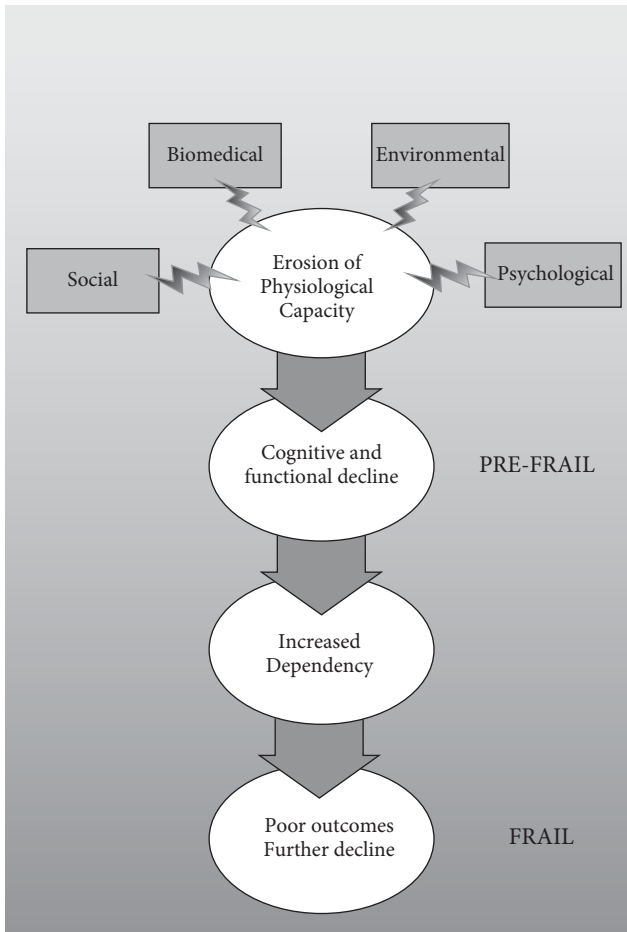 Biomedical
Environmental
Social
Erosion of
Physiological
Capacity
Psychological
Cognitive and
functional decline
PRE-FRAIL
Increased
Dependency
Poor outcomes
Further decline
FRAIL